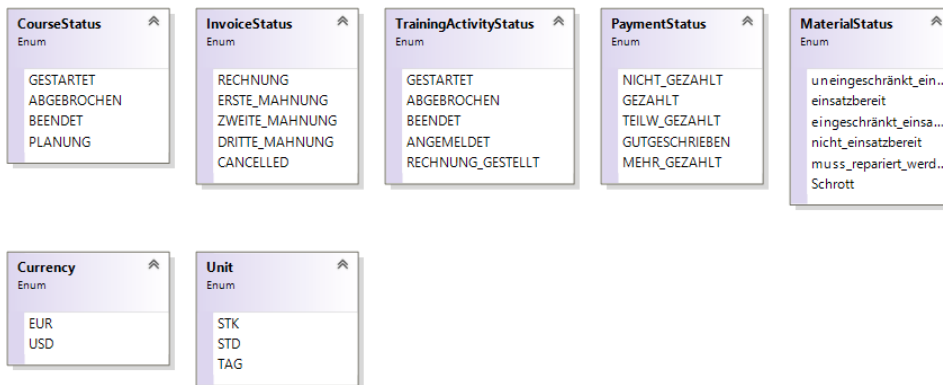 CourseStatus
Enum
GESTARTET
ABGEBROCHEN
BEENDET
PLANUNG
InvoiceStatus
Enum
RECHNUNG
ERSTE_MAHNUNG
ZWEITE_MAHNUNG
DRITTE_MAHNUNG
CANCELLED
TrainingActivityStatus
Enum
GESTARTET
ABGEBROCHEN
BEENDET
ANGEMELDET
RECHNUNG_GESTELLT
PaymentStatus
Enum
NICHT_GEZAHLT
GEZAHLT
TEILW_GEZAHLT
GUTGESCHRIEBEN
MEHR_GEZAHLT
MaterialStatus
Enum
uneingeschränkt_ein...
einsatzbereit
eingeschränkt_einsa...
nicht_einsatzbereit
muss_repariert_werd...
Schrott
Currency
Enum
EUR
USD
Unit
Enum
STK
STD
TAG